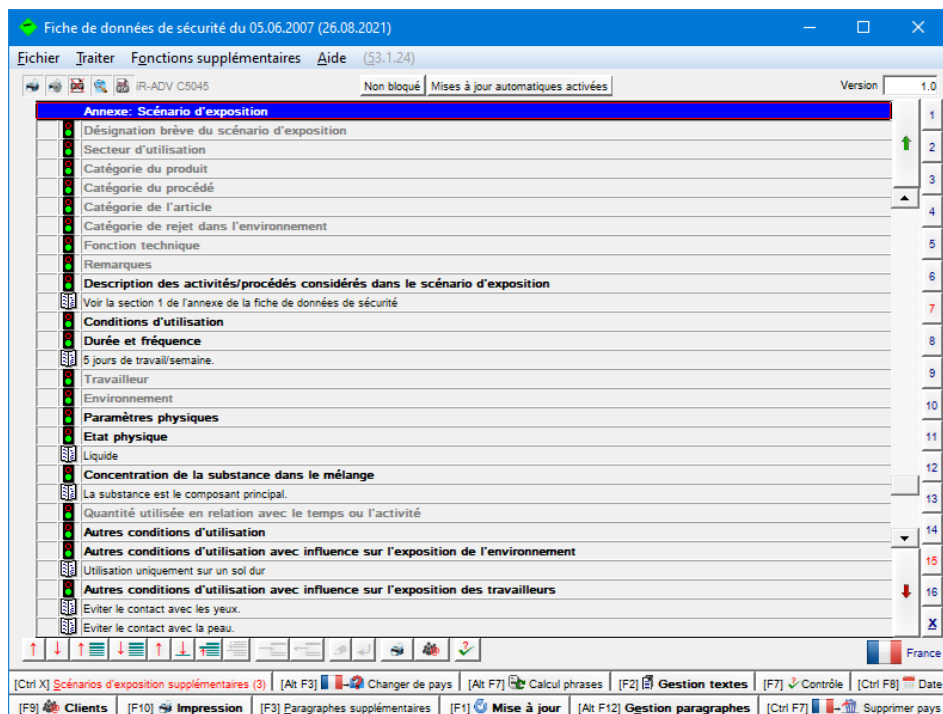 Fiche de données de sécurité du 05.06.2007 (26.08.2021)
Fichier Traiter Fonctions supplémentaires Aide (53.1.24)
iR-ADV C5045 Non bloqué Mises à jour automatiques activées Version 1.0
Annexe: Scénario d'exposition
Désignation brève du scénario d'exposition
Secteur d'utilisation
Catégorie du produit
Catégorie du procédé
Catégorie de l'article
Catégorie de rejet dans l'environnement
Fonction technique
Remarques
Description des activités/procédés considérés dans le scénario d'exposition
Voir la section 1 de l'annexe de la fiche de données de sécurité
Conditions d'utilisation
Durée et fréquence
5 jours de travail/semaine.
Travailleur
Environnement
Paramètres physiques
Etat physique
Liquide
Concentration de la substance dans le mélange
La substance est le composant principal.
Quantité utilisée en relation avec le temps ou l'activité
Autres conditions d'utilisation
Autres conditions d'utilisation avec influence sur l'exposition de l'environnement
Utilisation uniquement sur un sol dur
Autres conditions d'utilisation avec influence sur l'exposition des travailleurs
Eviter le contact avec les yeux.
Eviter le contact avec la peau.
1
2
3
4
5
6
7
8
9
10
11
12
13
14
15
16
X
France
[Ctrl X] Scénarios d'exposition supplémentaires (3) [Alt F3] Changer de pays [Alt F7] Calcul phrases [F2] Gestion textes [F7] Contrôle [Ctrl F8] Date
[F9] Clients [F10] Impression [F3] Paragraphes supplémentaires [F1] Mise à jour [Alt F12] Gestion paragraphes [Ctrl F7] Supprimer pays